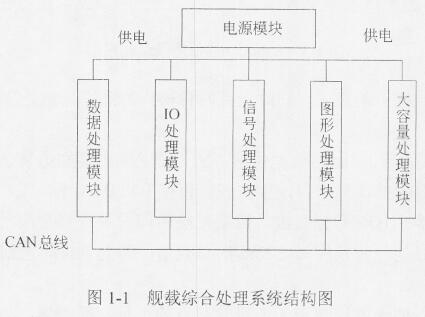 电源模块
供电
供电
数据处理模块
IO处理模块
信号处理模块
图形处理模块
大容量处理模块
CAN总线
图 1-1 舰载综合处理系统结构图